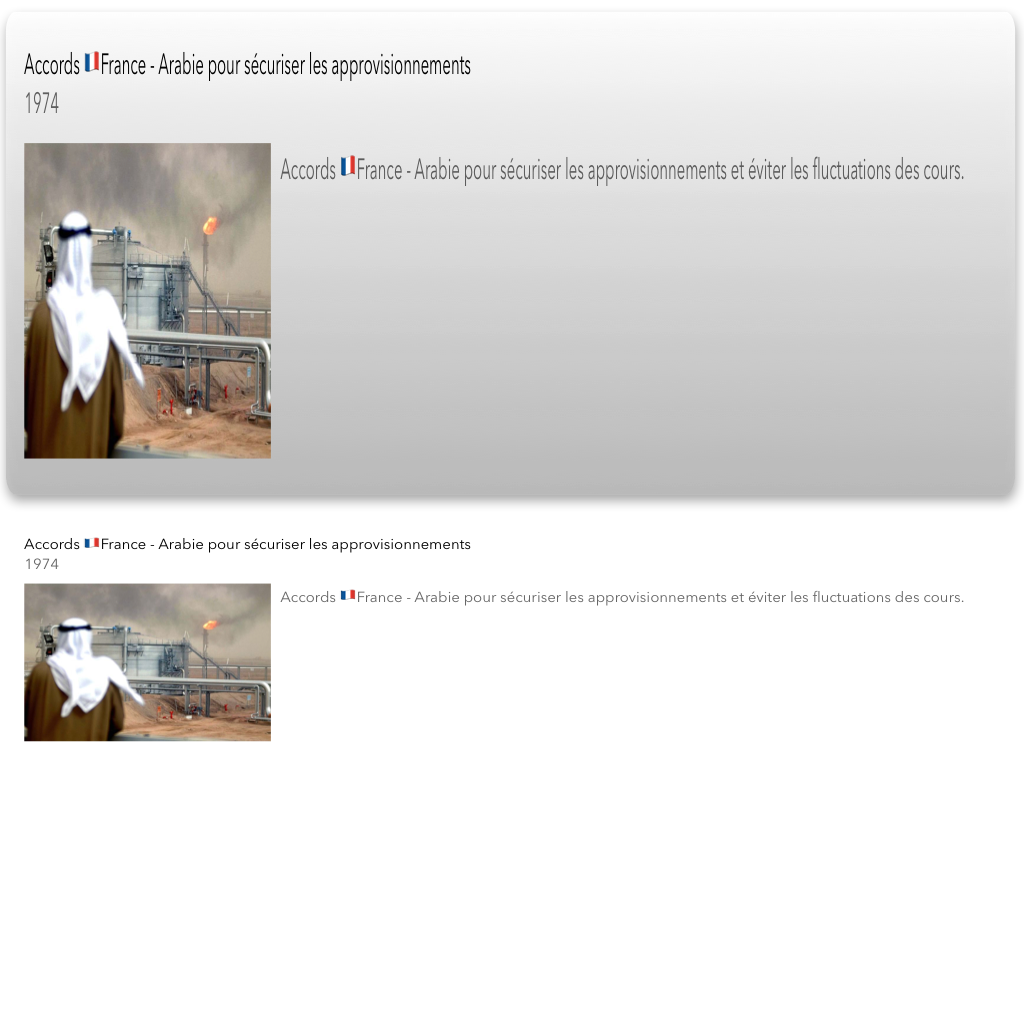 Accords 🇫🇷France - Arabie pour sécuriser les approvisionnements
1974
Accords 🇫🇷France - Arabie pour sécuriser les approvisionnements et éviter les fluctuations des cours.
Accords 🇫🇷France - Arabie pour sécuriser les approvisionnements
1974
Accords 🇫🇷France - Arabie pour sécuriser les approvisionnements et éviter les fluctuations des cours.